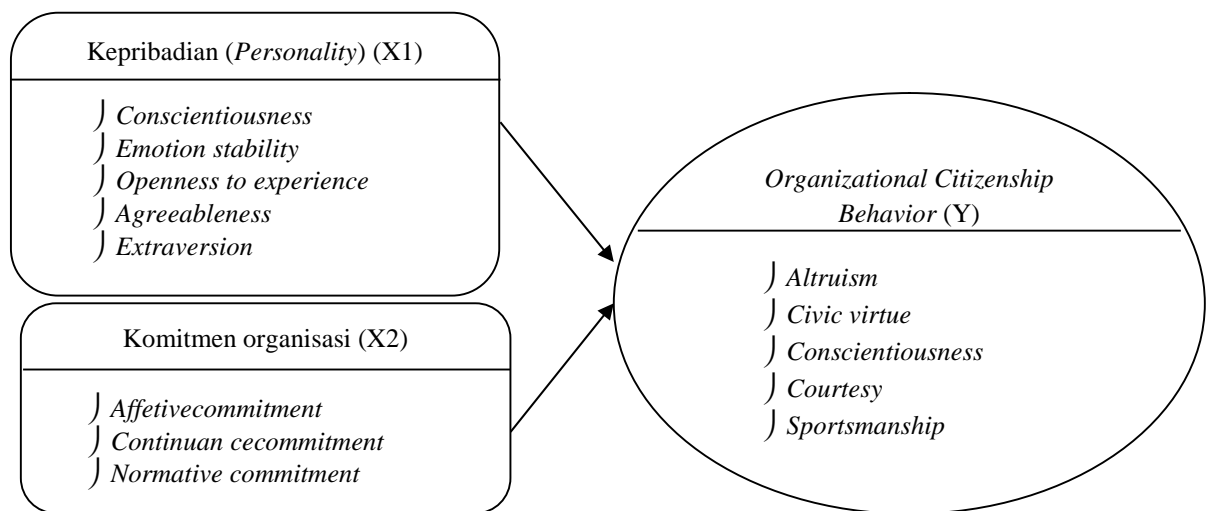 Kepribadian (Personality) (X1)
⌡ Conscientiousness
⌡ Emotion stability
⌡ Openness to experience
⌡ Agreeableness
⌡ Extraversion
Komitmen organisasi (X2)
⌡ Affetivecommitment
⌡ Continuan cecommitment
⌡ Normative commitment
Organizational Citizenship
Behavior (Y)
⌡ Altruism
⌡ Civic virtue
⌡ Conscientiousness
⌡ Courtesy
⌡ Sportsmanship